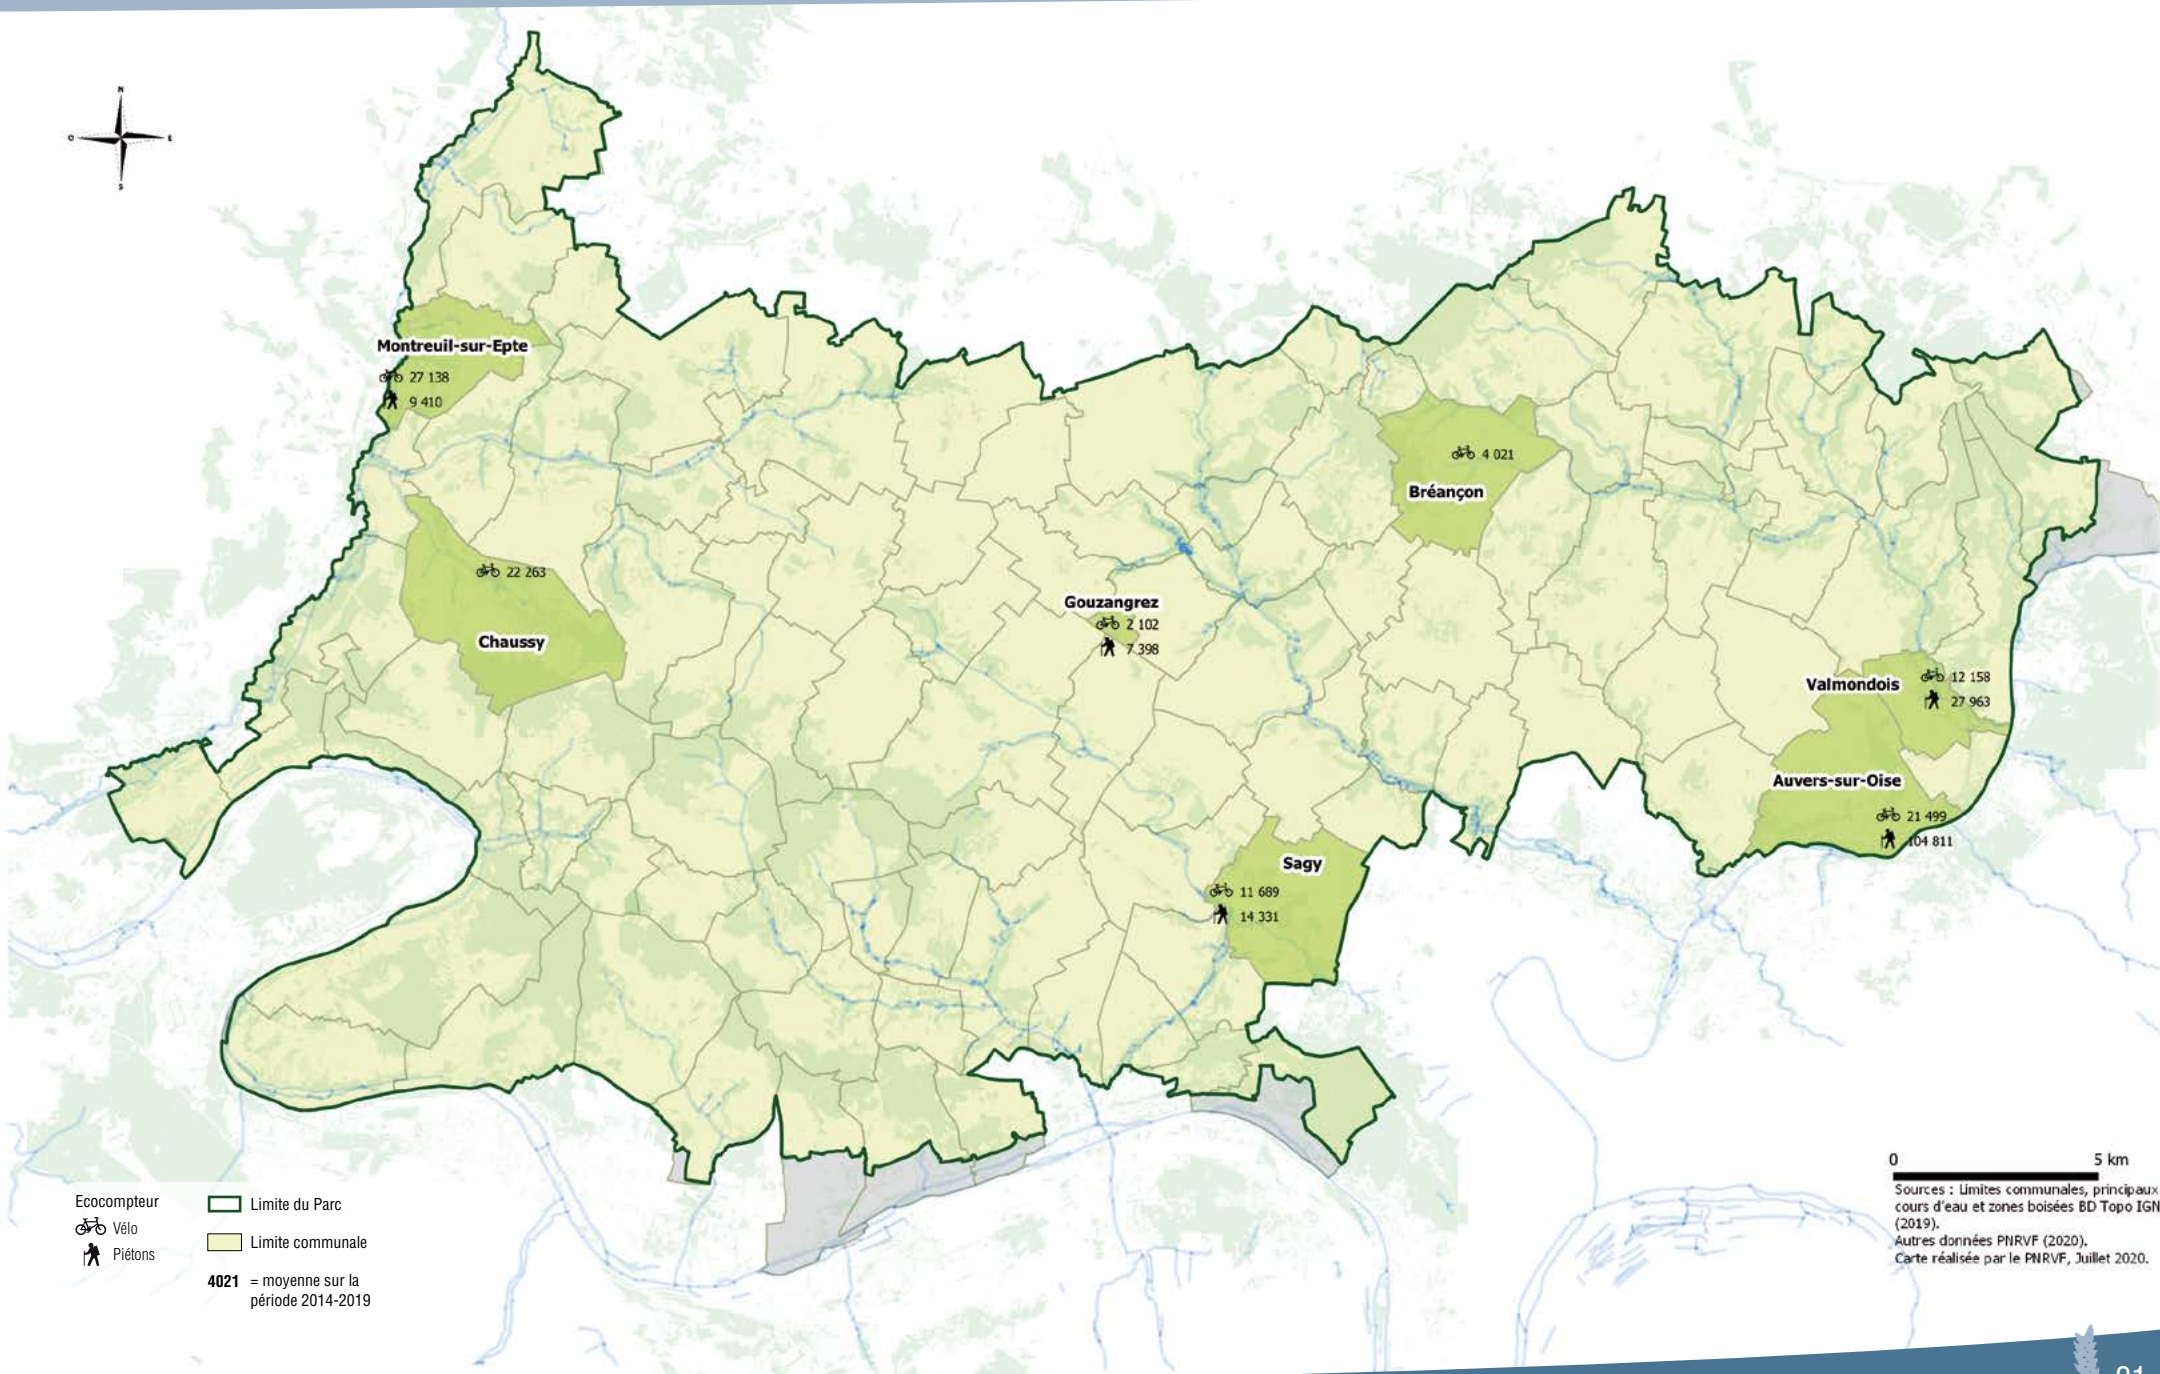 N
O
E
S
Montreuil-sur-Epte
27 138
9 410
4 021
Bréançon
22 263
Chaussy
Gouzangrez
2 102
7 398
Valmondois
12 158
27 963
Auvers-sur-Oise
21 499
104 811
Sagy
11 689
14 331
Ecocompteur
Vélo
Piétons
Limite du Parc
Limite communale
4021 = moyenne sur la
période 2014-2019
0 5 km
Sources : Limites communales, principaux
cours d'eau et zones boisées BD Topo IGN
(2019).
Autres données PNRVF (2020).
Carte réalisée par le PNRVF, Juillet 2020.